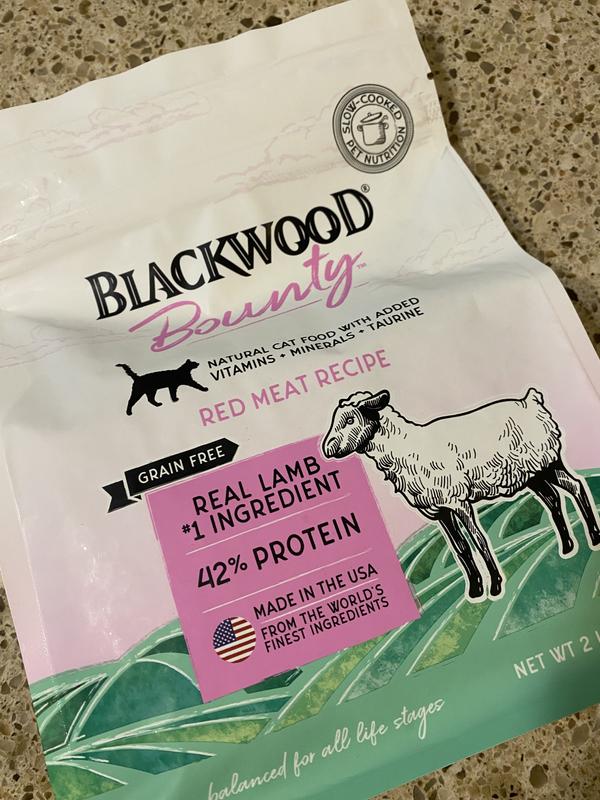 SLOW-COOKED
PET NUTRITION
BLACKWOOD®
Bounty™
NATURAL CAT FOOD WITH ADDED
VITAMINS + MINERALS + TAURINE
RED MEAT RECIPE
GRAIN FREE
REAL LAMB
#1 INGREDIENT
42% PROTEIN
MADE IN THE USA
FROM THE WORLD'S
FINEST INGREDIENTS
NET WT 2
balanced for all life stages